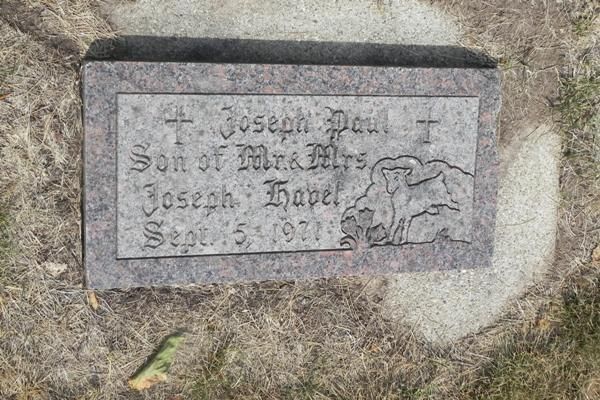 Joseph Paul
Son of Mr & Mrs
Joseph Havel
Sept. 5, 1971